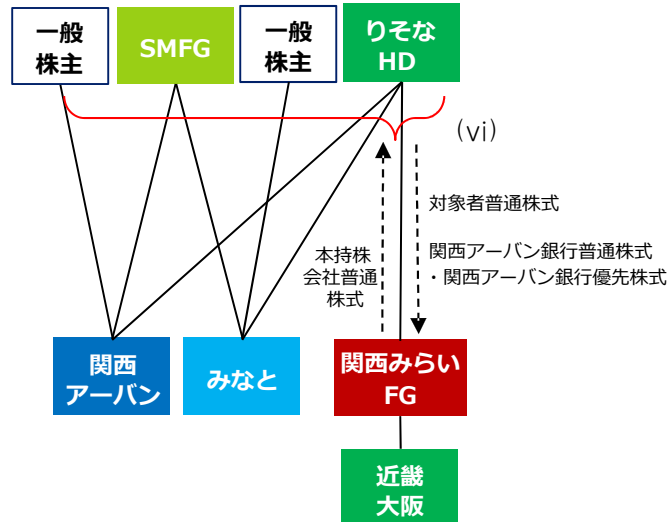 一般
株主
SMFG
一般
株主
りそな
HD
(vi)
対象者普通株式
関西アーバン銀行普通株式
・関西アーバン銀行優先株式
本持株
会社普通
株式
関西
アーバン
みなと
関西みらい
FG
近畿
大阪